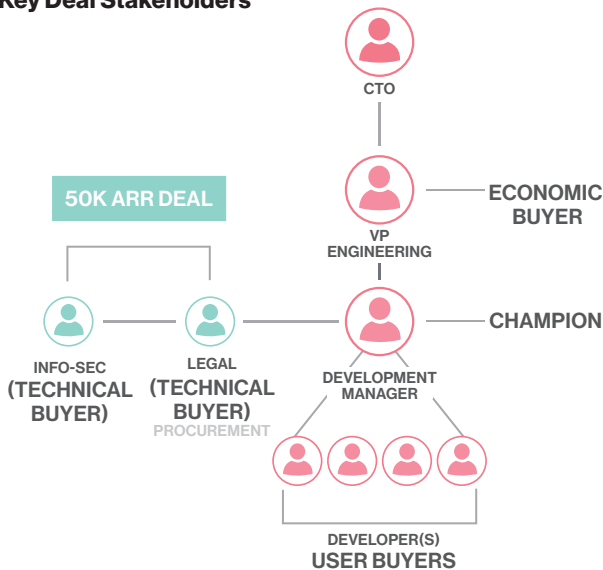 Key Deal Stakeholders
CTO
50K ARR DEAL
ECONOMIC
BUYER
VP
ENGINEERING
CHAMPION
INFO-SEC
(TECHNICAL
BUYER)
LEGAL
(TECHNICAL
BUYER)
PROCUREMENT
DEVELOPMENT
MANAGER
DEVELOPER(S)
USER BUYERS